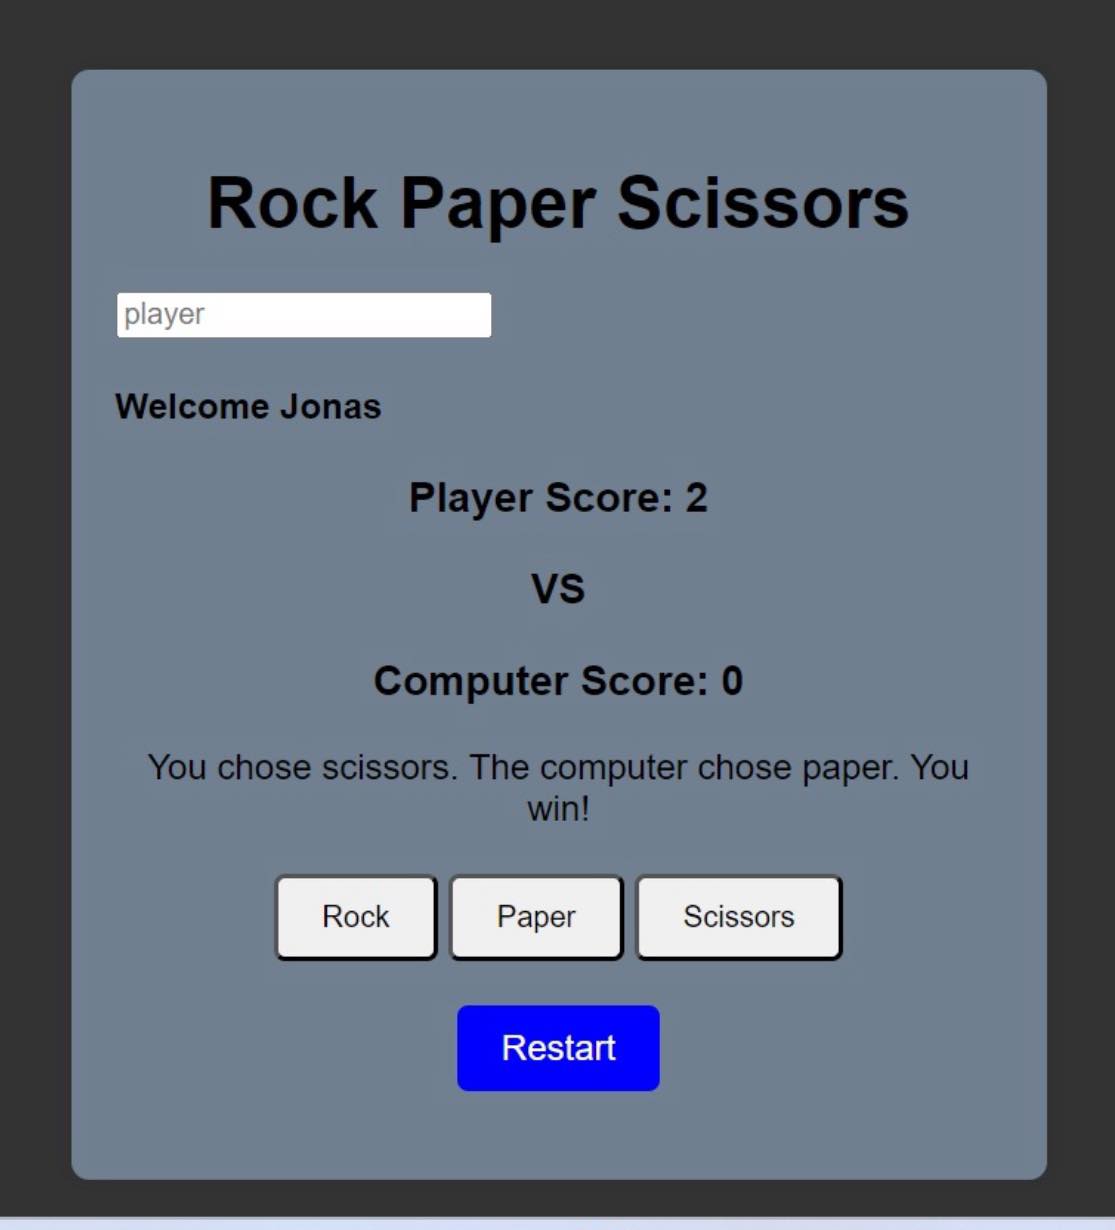 Rock Paper Scissors
player
Welcome Jonas
Player Score: 2
VS
Computer Score: 0
You chose scissors. The computer chose paper. You
win!
Rock Paper Scissors
Restart